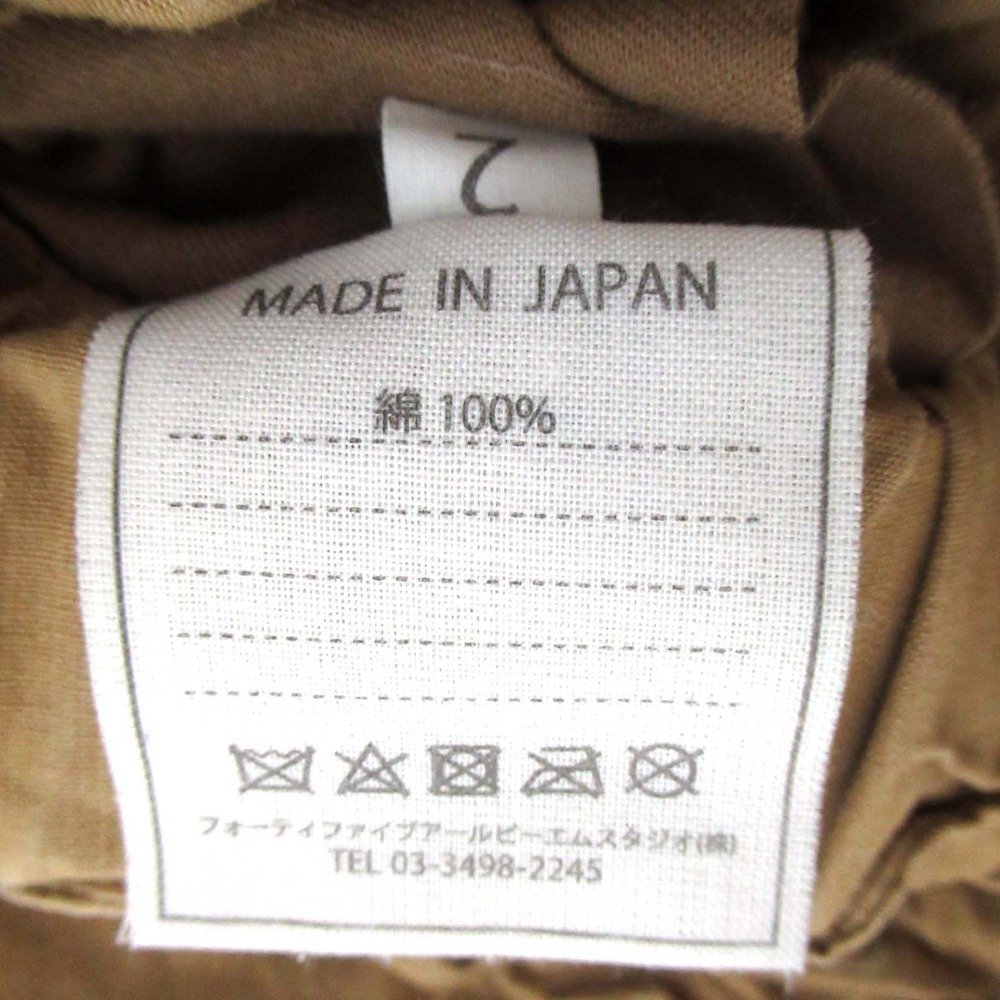 2
MADE IN JAPAN
綿 100%
フォーティファイブアールピーエムスタジオ(株)
TEL 03-3498-2245